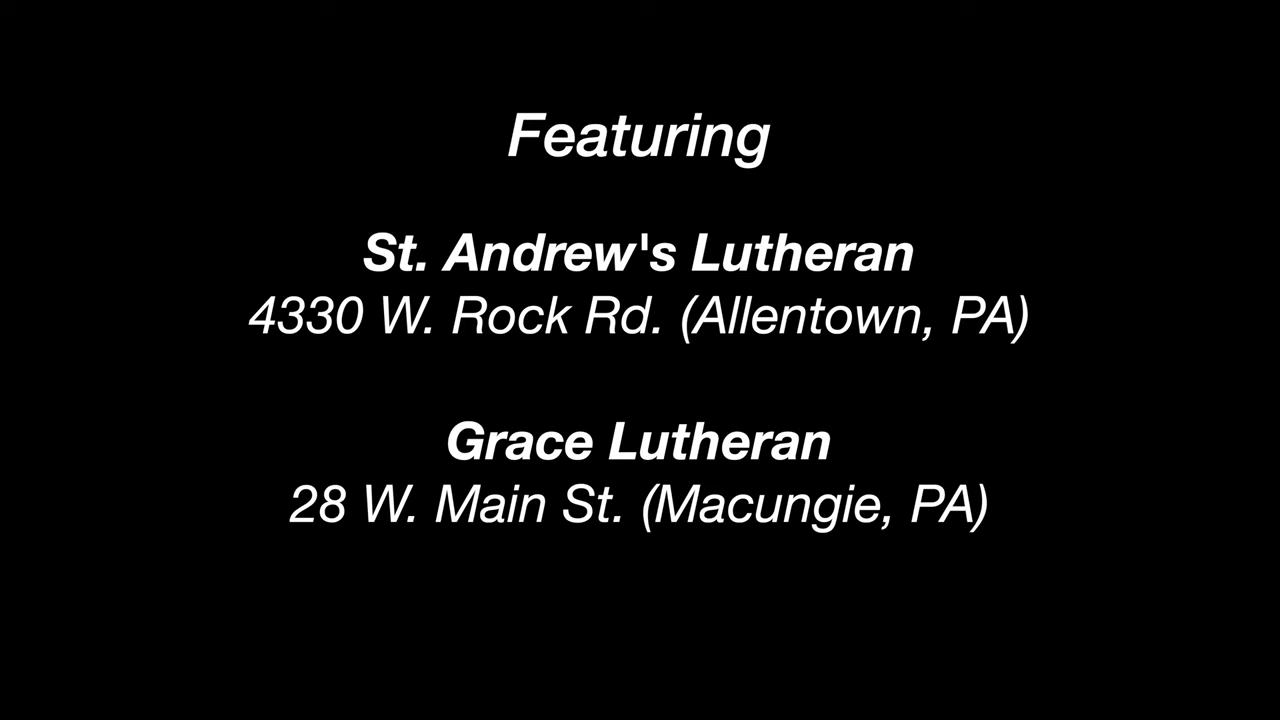 Featuring
St. Andrew's Lutheran
4330 W. Rock Rd. (Allentown, PA)
Grace Lutheran
28 W. Main St. (Macungie, PA)